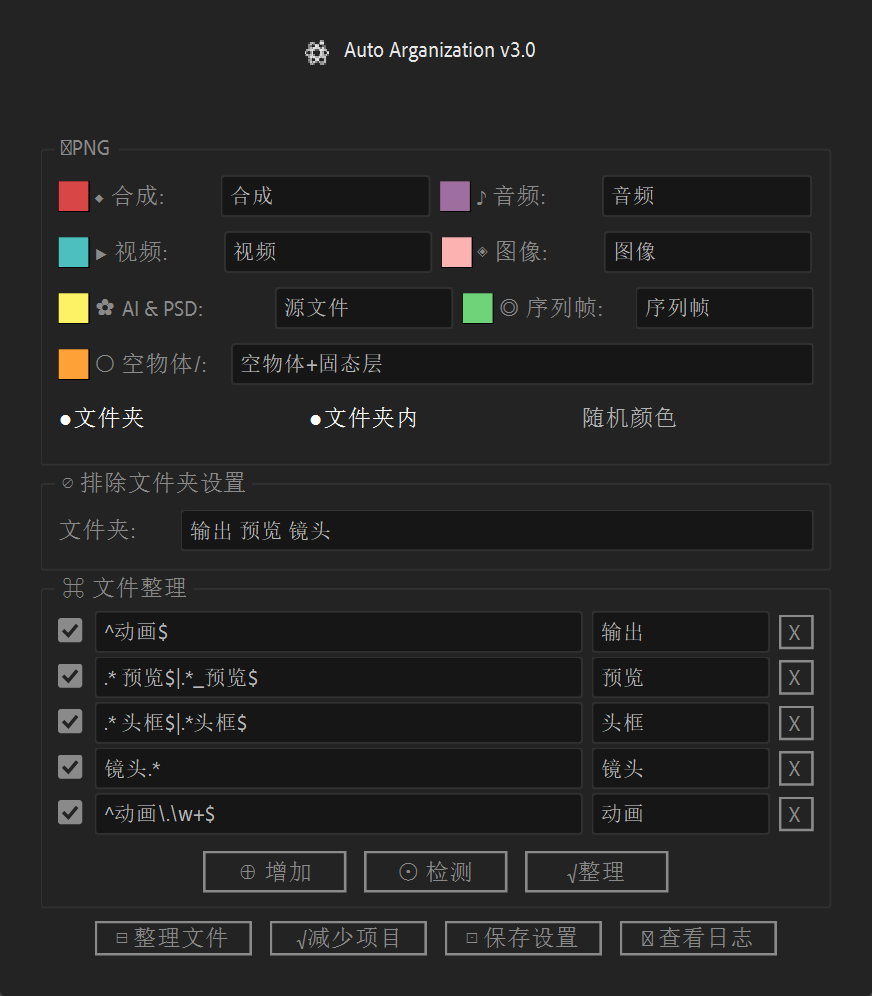 Auto Arganization v3.0
PNG
◆ 合成: 合成 ♪ 音频: 音频
▶ 视频: 视频 ◈ 图像: 图像
✿ AI & PSD: 源文件 ◎ 序列帧: 序列帧
○ 空物体/: 空物体+固态层
●文件夹 ●文件夹内 随机颜色
⊘ 排除文件夹设置
文件夹: 输出 预览 镜头
⌘ 文件整理
^动画$ 输出 X
.* 预览$|.*_预览$ 预览 X
.* 头框$|.*头框$ 头框 X
镜头.* 镜头 X
^动画\.\w+$ 动画 X
⊕ 增加 ⊙ 检测 √整理
⊟ 整理文件 √减少项目 ⊡ 保存设置 查看日志